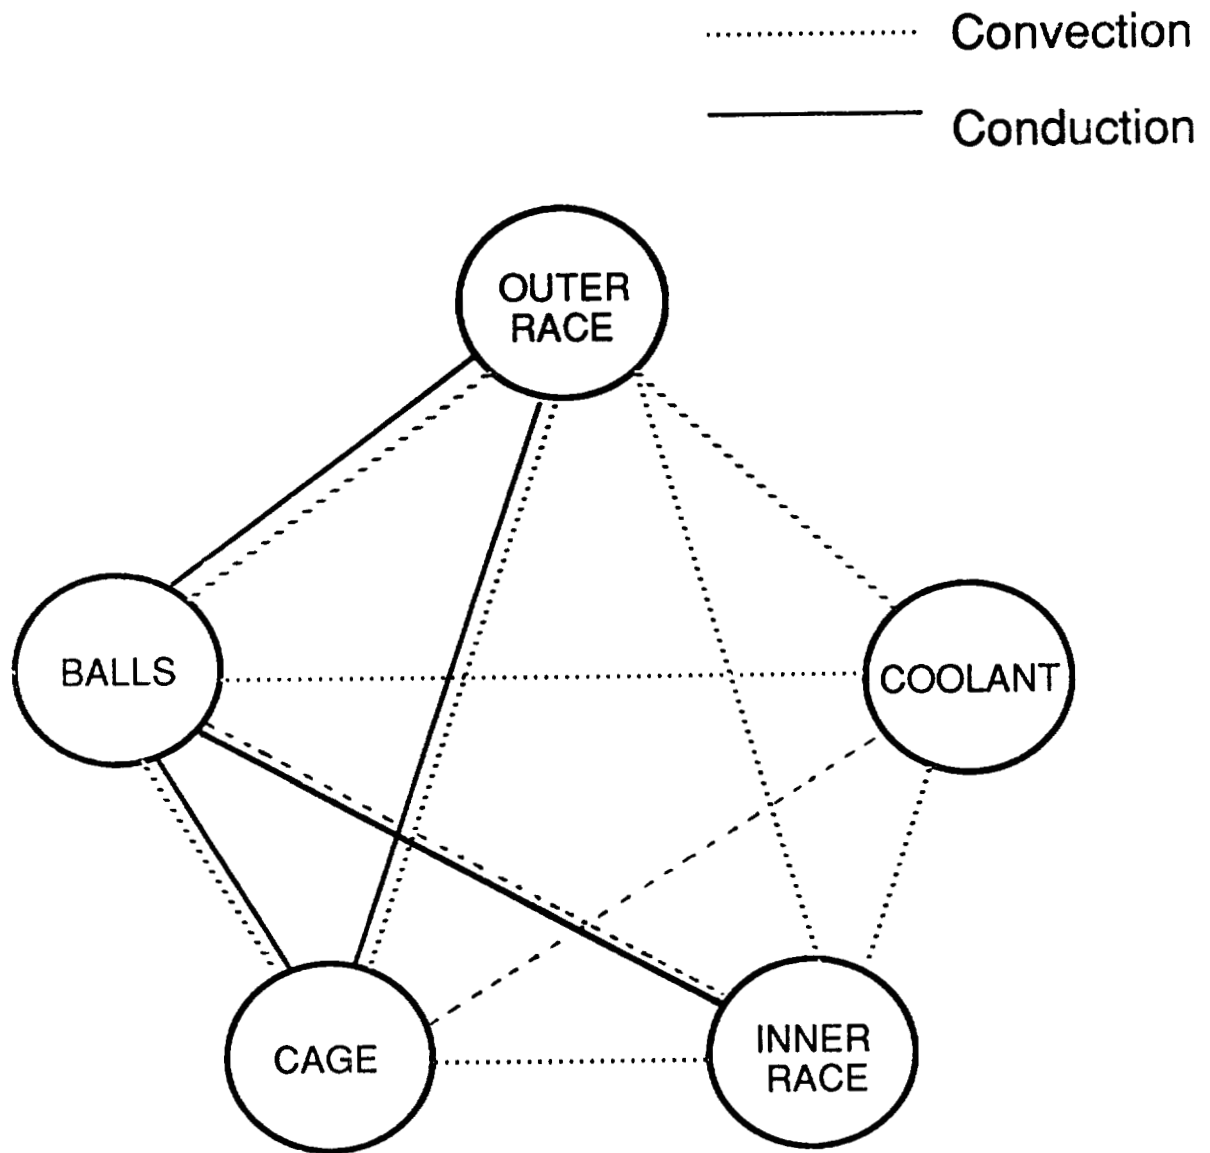 Convection
Conduction
OUTER
RACE
BALLS
COOLANT
CAGE
INNER
RACE